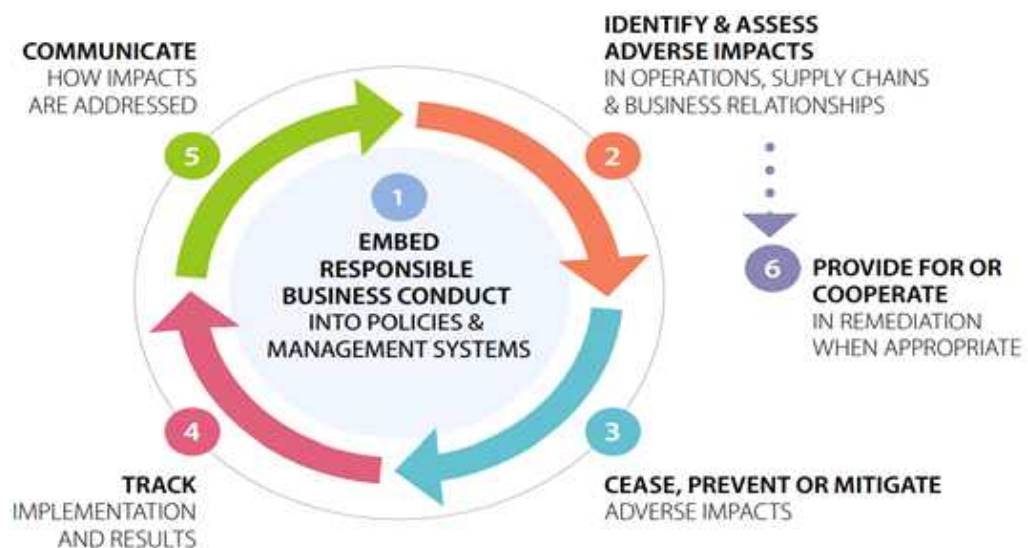 1
EMBED
RESPONSIBLE
BUSINESS CONDUCT
INTO POLICIES &
MANAGEMENT SYSTEMS
2
IDENTIFY & ASSESS
ADVERSE IMPACTS
IN OPERATIONS, SUPPLY CHAINS
& BUSINESS RELATIONSHIPS
3
CEASE, PREVENT OR MITIGATE
ADVERSE IMPACTS
4
TRACK
IMPLEMENTATION
AND RESULTS
5
COMMUNICATE
HOW IMPACTS
ARE ADDRESSED
6
PROVIDE FOR OR
COOPERATE
IN REMEDIATION
WHEN APPROPRIATE